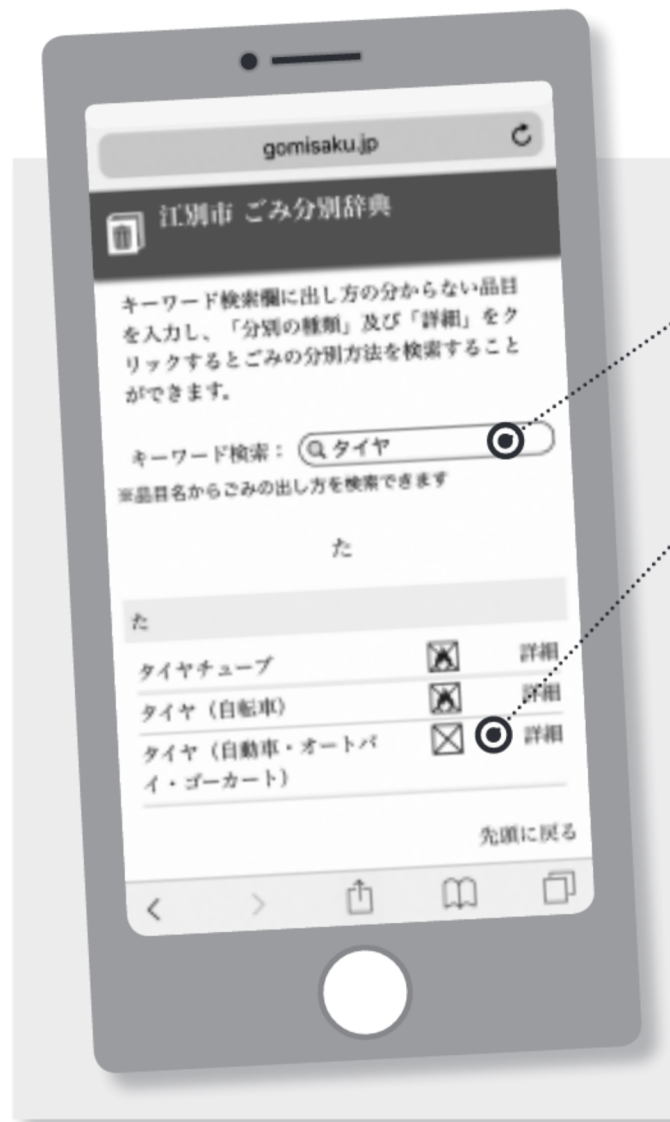 gomisaku.jp
江別市 ごみ分別辞典
キーワード検索欄に出し方の分からない品目
を入力し、「分別の種類」及び「詳細」をク
リックするとごみの分別方法を検索すること
ができます。
キーワード検索： タイヤ
※品目名からごみの出し方を検索できます
た
た
タイヤチューブ 詳細
タイヤ（自転車） 詳細
タイヤ（自動車・オートバ 詳細
イ・ゴーカート）
先頭に戻る